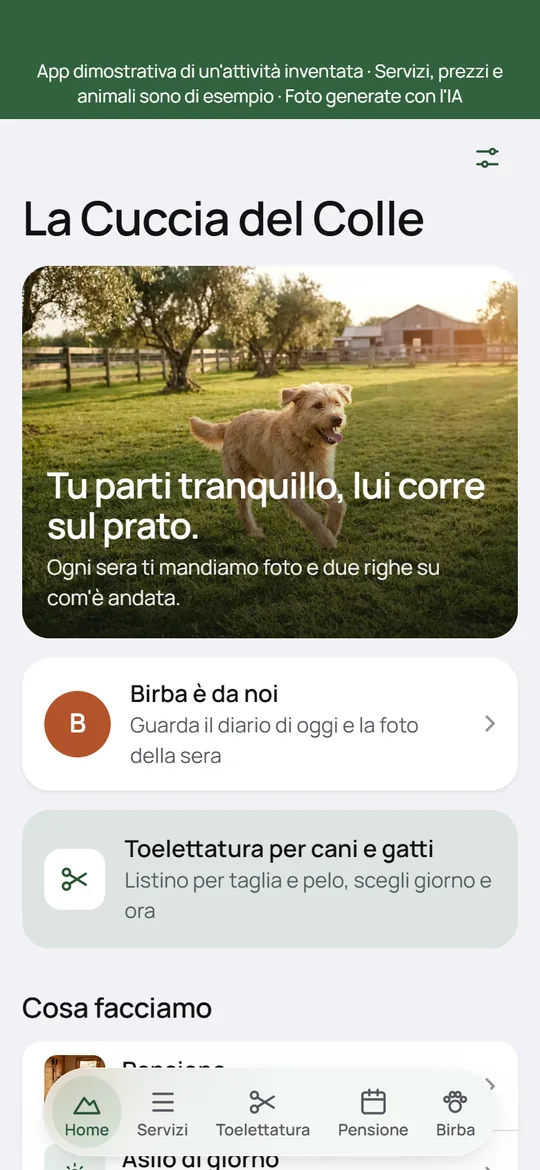 App dimostrativa di un'attività inventata · Servizi, prezzi e
animali sono di esempio · Foto generate con l'IA
La Cuccia del Colle
Tu parti tranquillo, lui corre
sul prato.
Ogni sera ti mandiamo foto e due righe su
com'è andata.
Birba è da noi
B
Guarda il diario di oggi e la foto
della sera
Toelettatura per cani e gatti
Listino per taglia e pelo, scegli giorno e
ora
Cosa facciamo
Pensione
Home
Servizi
Toelettatura
Pensione
Birba
Asilo di giorno